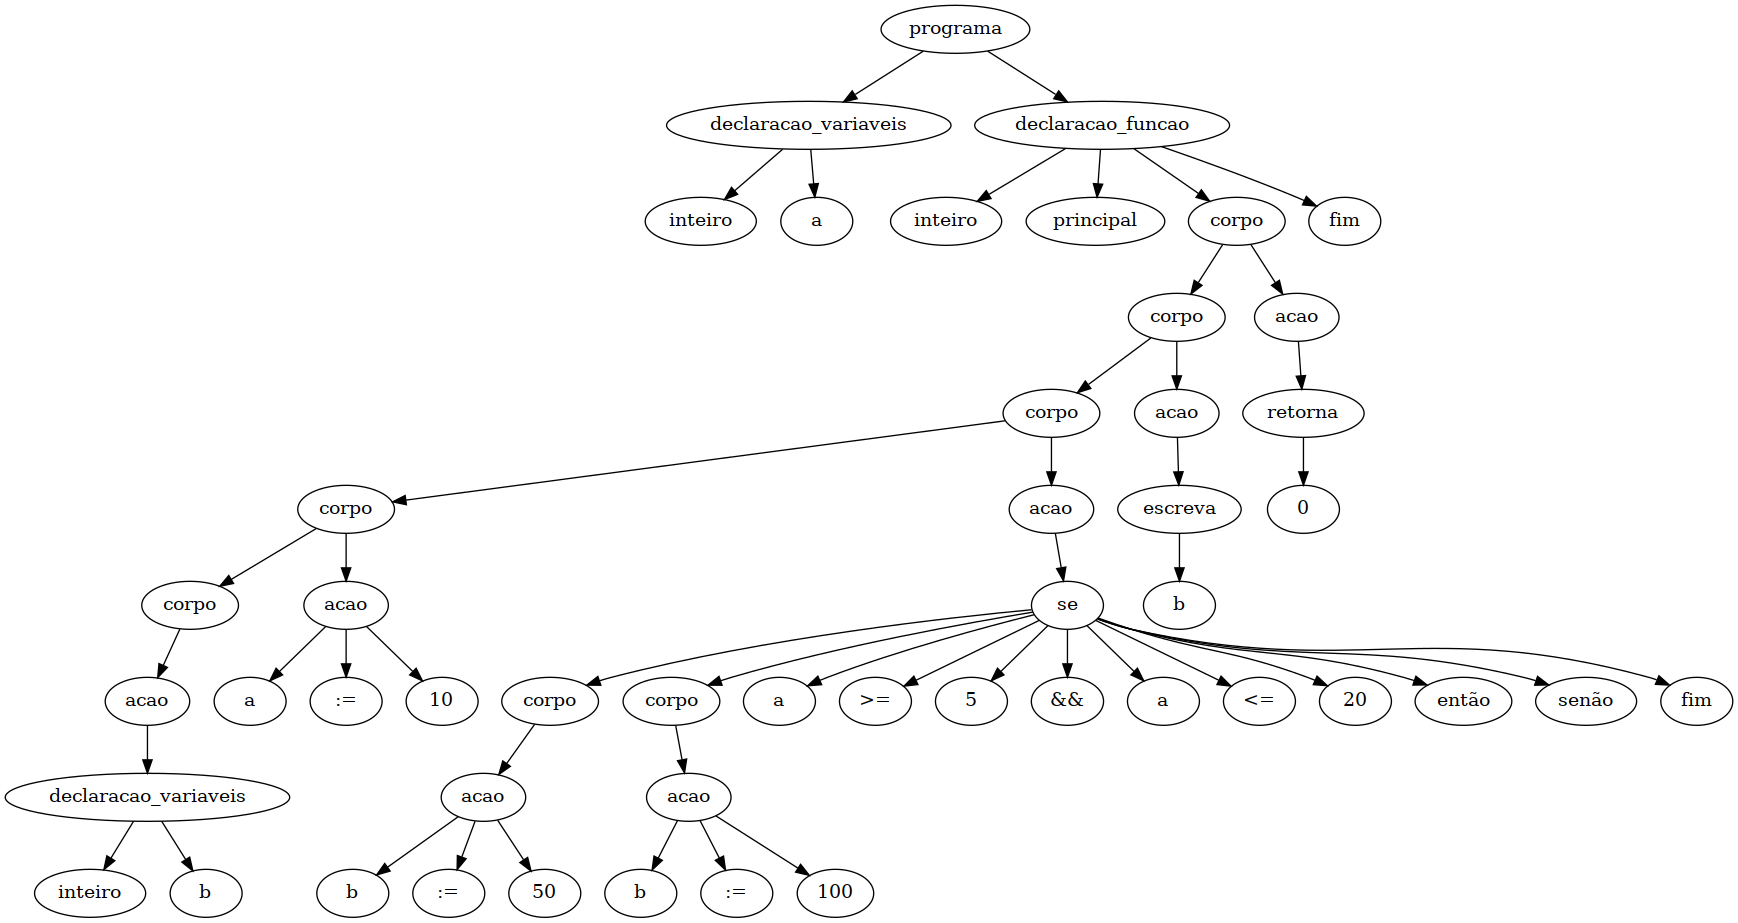 programa
declaracao_variaveis
declaracao_funcao
inteiro
a
inteiro
principal
corpo
fim
corpo
acao
corpo
acao
retorna
corpo
acao
escreva
0
corpo
acao
se
b
acao
a
:=
10
corpo
corpo
a
>=
5
&&
a
<=
20
então
senão
fim
declaracao_variaveis
acao
acao
inteiro
b
b
:=
50
b
:=
100